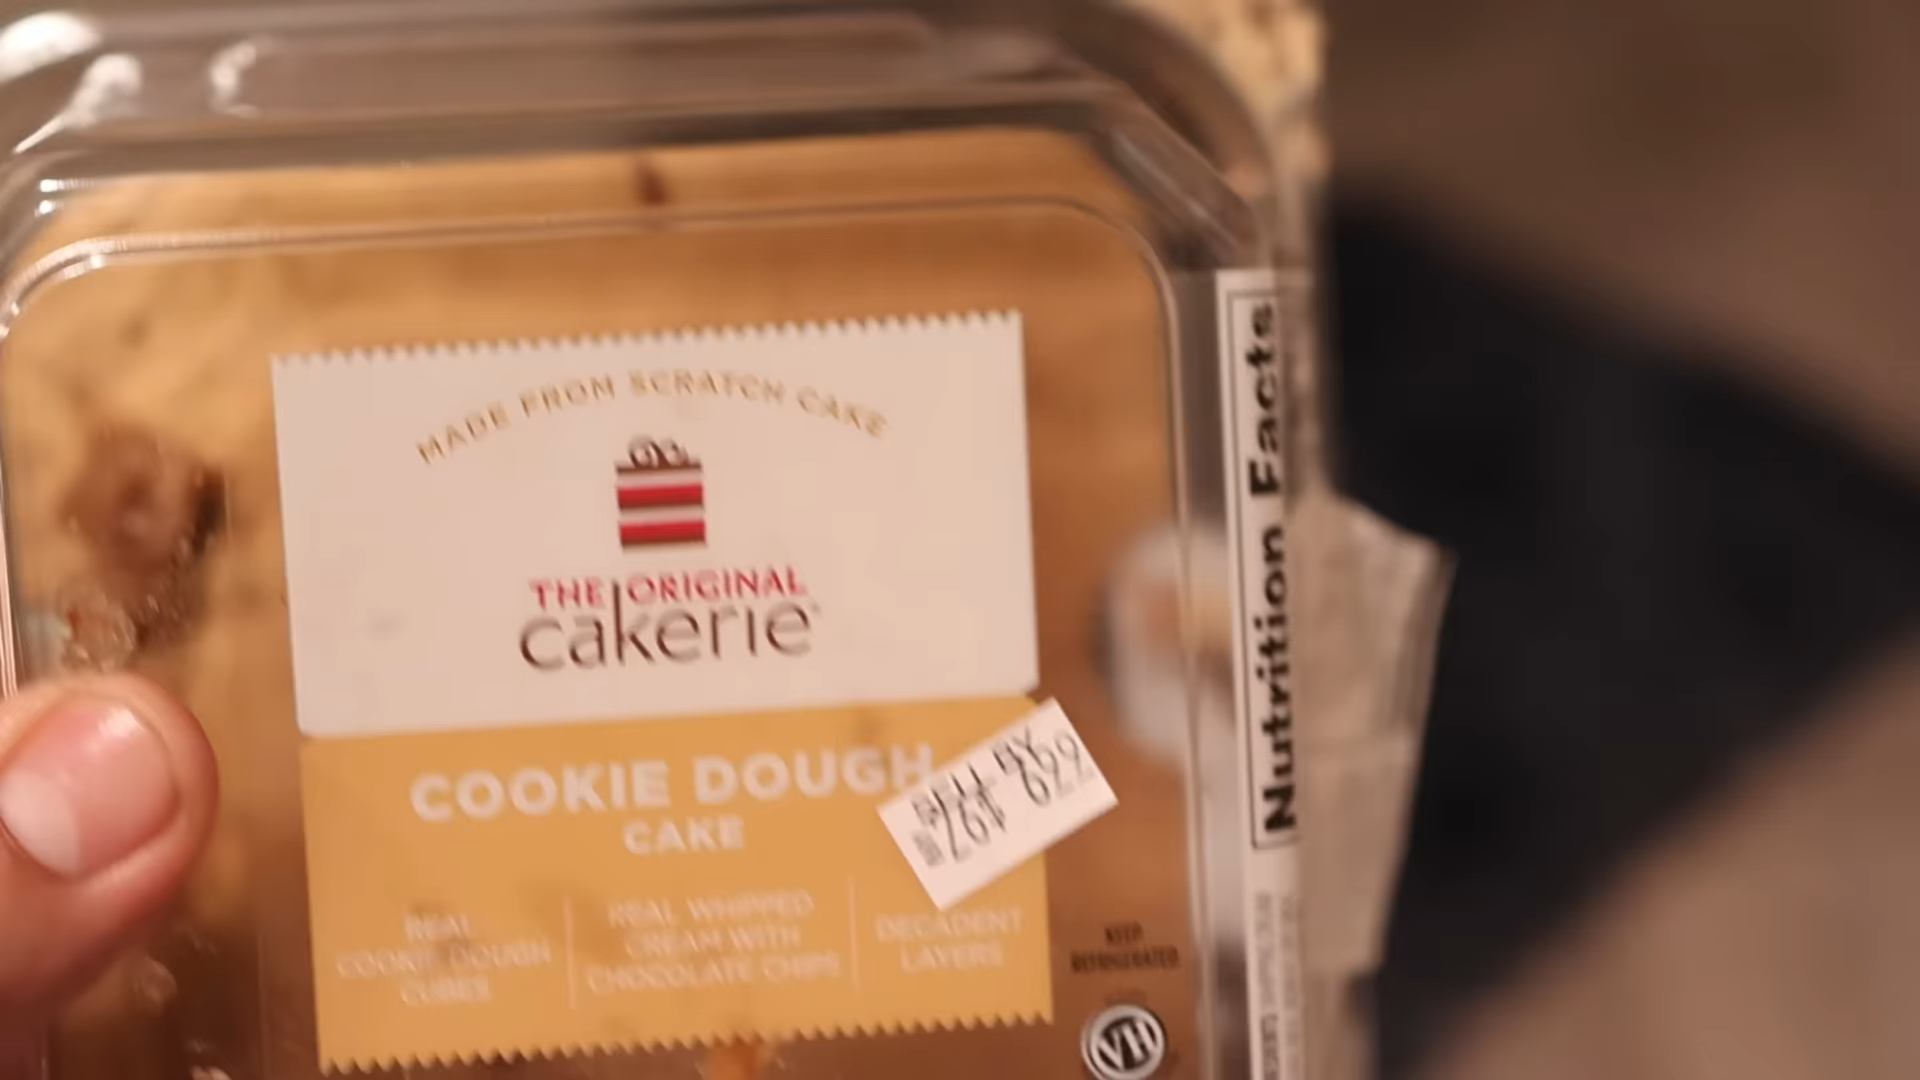 MADE FROM SCRATCH CAKE
THE ORIGINAL
cakerie
COOKIE DOUGH
CAKE
SELL BY
629
REAL
COOKIE DOUGH
CUBES
REAL WHIPPED
CREAM WITH
CHOCOLATE CHIPS
DECADENT
LAYERS
KEEP
REFRIGERATED
Nutrition Facts